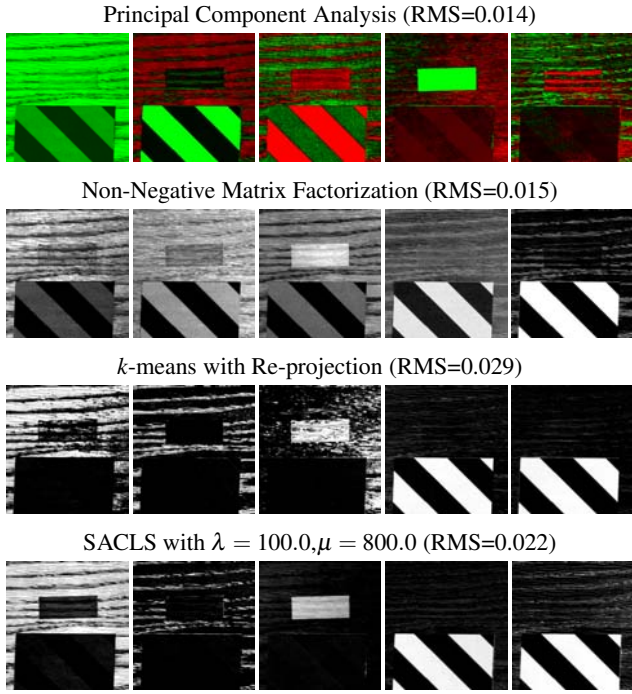 Principal Component Analysis (RMS=0.014)
Non-Negative Matrix Factorization (RMS=0.015)
k-means with Re-projection (RMS=0.029)
SACLS with λ = 100.0,μ = 800.0 (RMS=0.022)